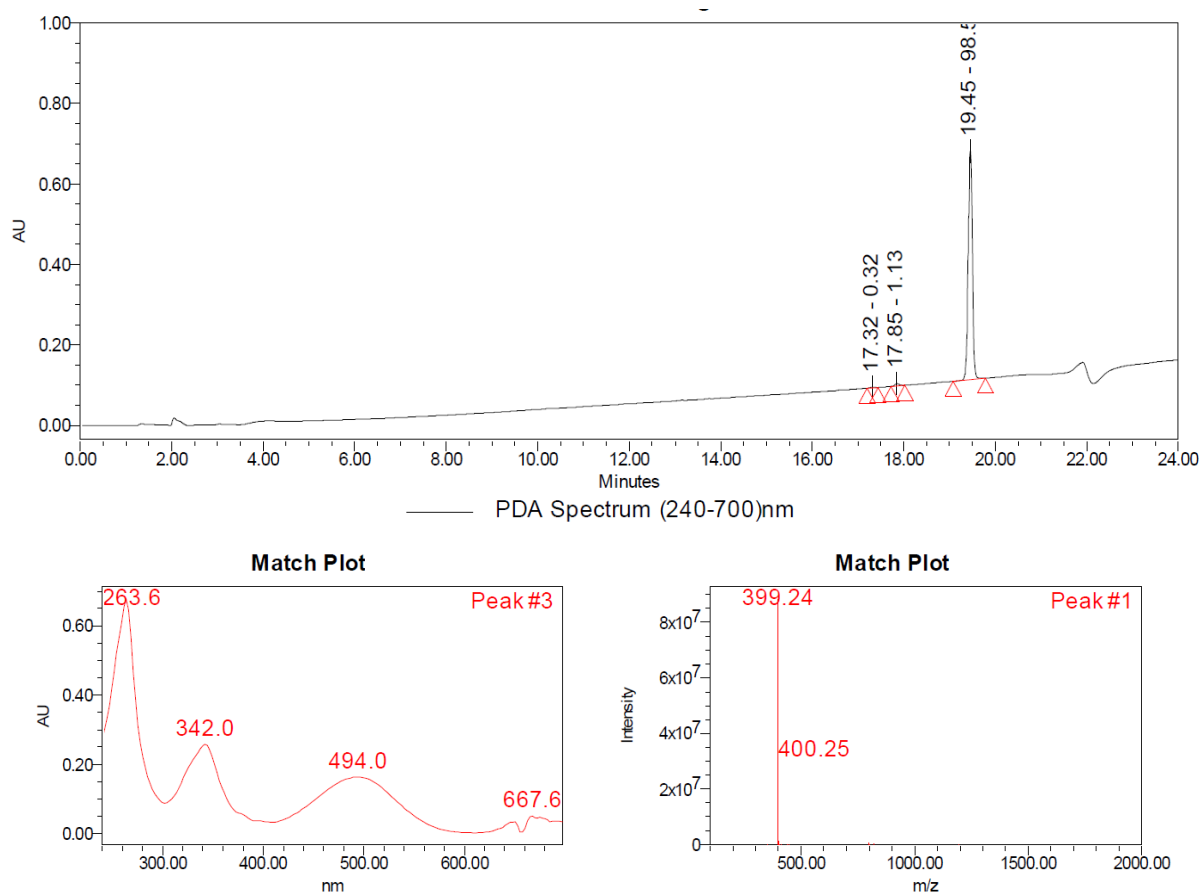 1.00
0.80
0.60
0.40
0.20
0.00
AU
17.32 - 0.32
17.85 - 1.13
19.45 - 98.5
0.00 2.00 4.00 6.00 8.00 10.00 12.00 14.00 16.00 18.00 20.00 22.00 24.00
Minutes
PDA Spectrum (240-700)nm
Match Plot
Peak #3
263.6
342.0
494.0
667.6
0.60
0.40
0.20
0.00
AU
300.00 400.00 500.00 600.00
nm
Match Plot
Peak #1
399.24
400.25
8x10⁷
6x10⁷
4x10⁷
2x10⁷
0
Intensity
500.00 1000.00 1500.00 2000.00
m/z